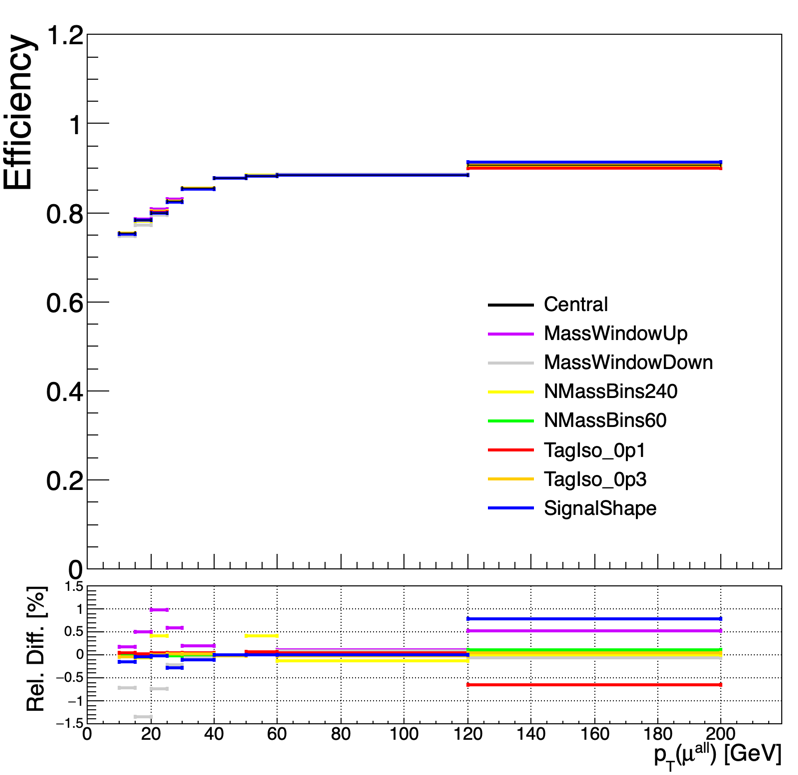 Efficiency
1.2
1
0.8
0.6
0.4
0.2
0
Central
MassWindowUp
MassWindowDown
NMassBins240
NMassBins60
TagIso_0p1
TagIso_0p3
SignalShape
Rel. Diff. [%]
1.5
1
0.5
0
−0.5
−1
−1.5
0 20 40 60 80 100 120 140 160 180 200
p_T(μ^all) [GeV]